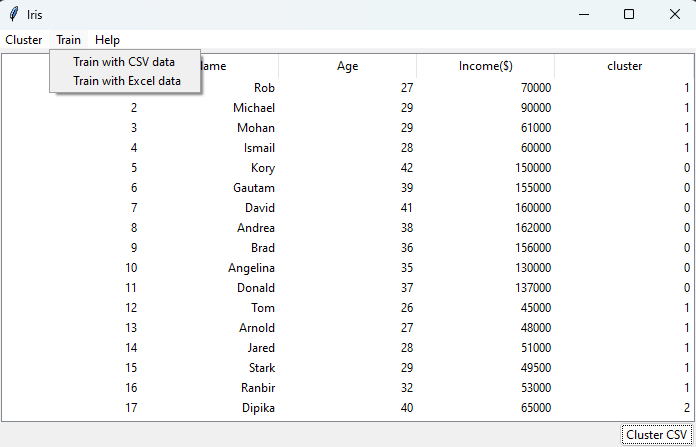 Iris
Cluster Train Help
Train with CSV data
Train with Excel data
Age Income($) cluster
Rob 27 70000 1
2 Michael 29 90000 1
3 Mohan 29 61000 1
4 Ismail 28 60000 1
5 Kory 42 150000 0
6 Gautam 39 155000 0
7 David 41 160000 0
8 Andrea 38 162000 0
9 Brad 36 156000 0
10 Angelina 35 130000 0
11 Donald 37 137000 0
12 Tom 26 45000 1
13 Arnold 27 48000 1
14 Jared 28 51000 1
15 Stark 29 49500 1
16 Ranbir 32 53000 1
17 Dipika 40 65000 2
Cluster CSV